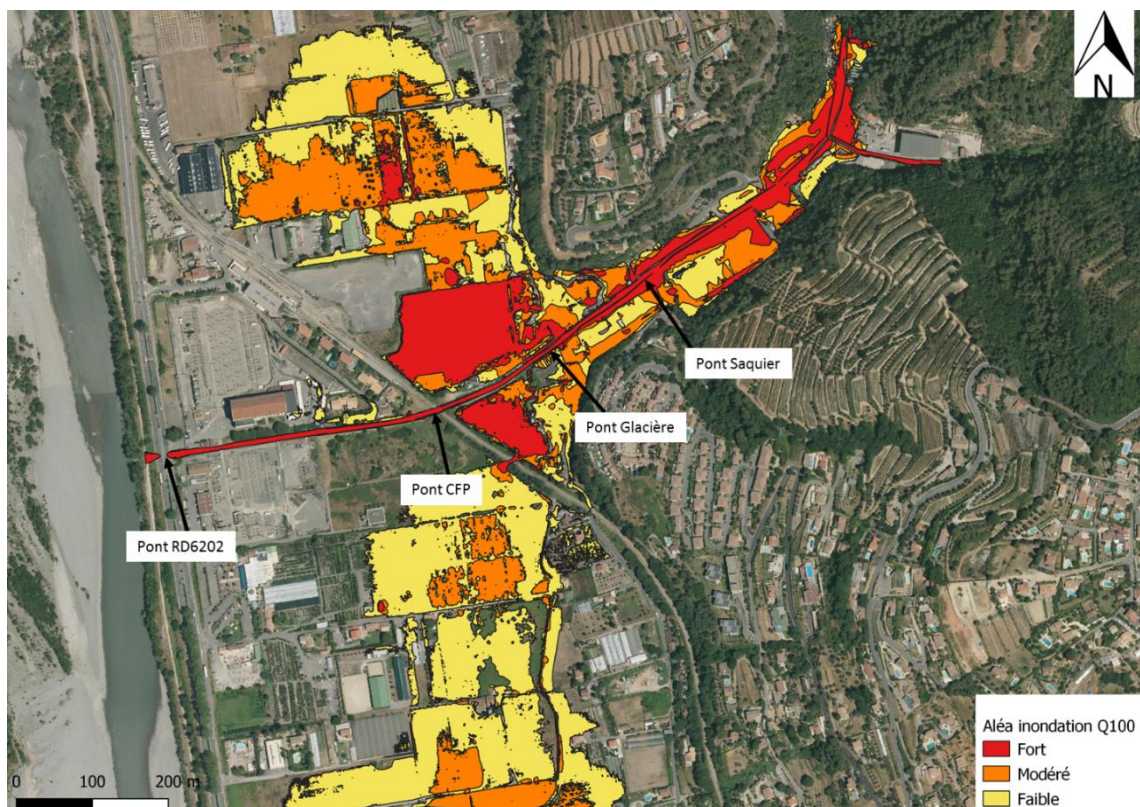 N
Pont Saquier
Pont Glacière
Pont CFP
Pont RD6202
0 100 200 m
Aléa inondation Q100
Fort
Modéré
Faible